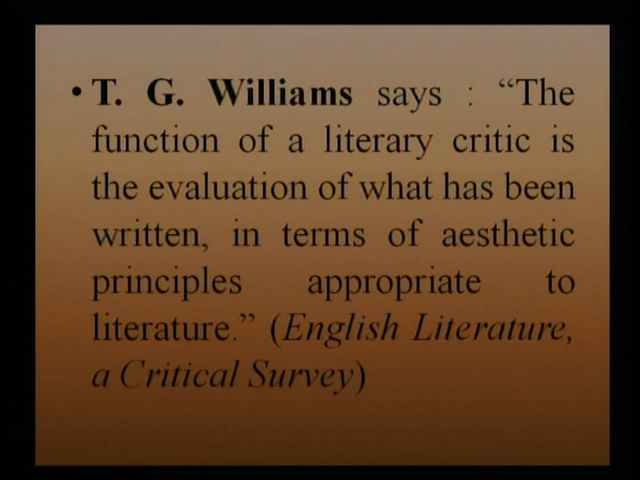 • T. G. Williams says : “The
function of a literary critic is
the evaluation of what has been
written, in terms of aesthetic
principles appropriate to
literature.” (English Literature,
a Critical Survey)